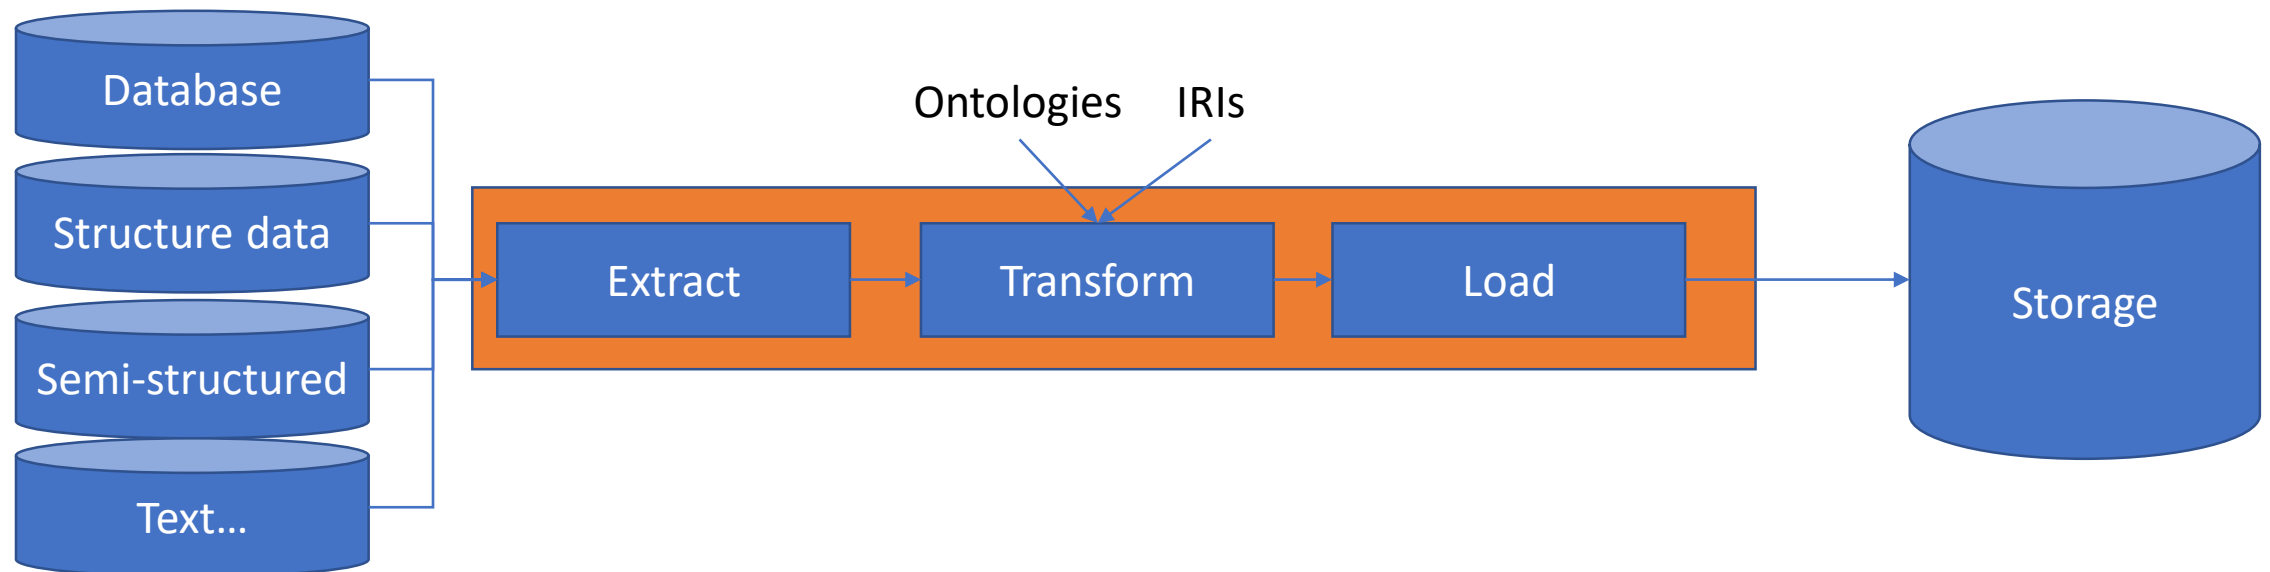 Database
Structure data
Semi-structured
Text...
Ontologies
IRIs
Extract
Transform
Load
Storage